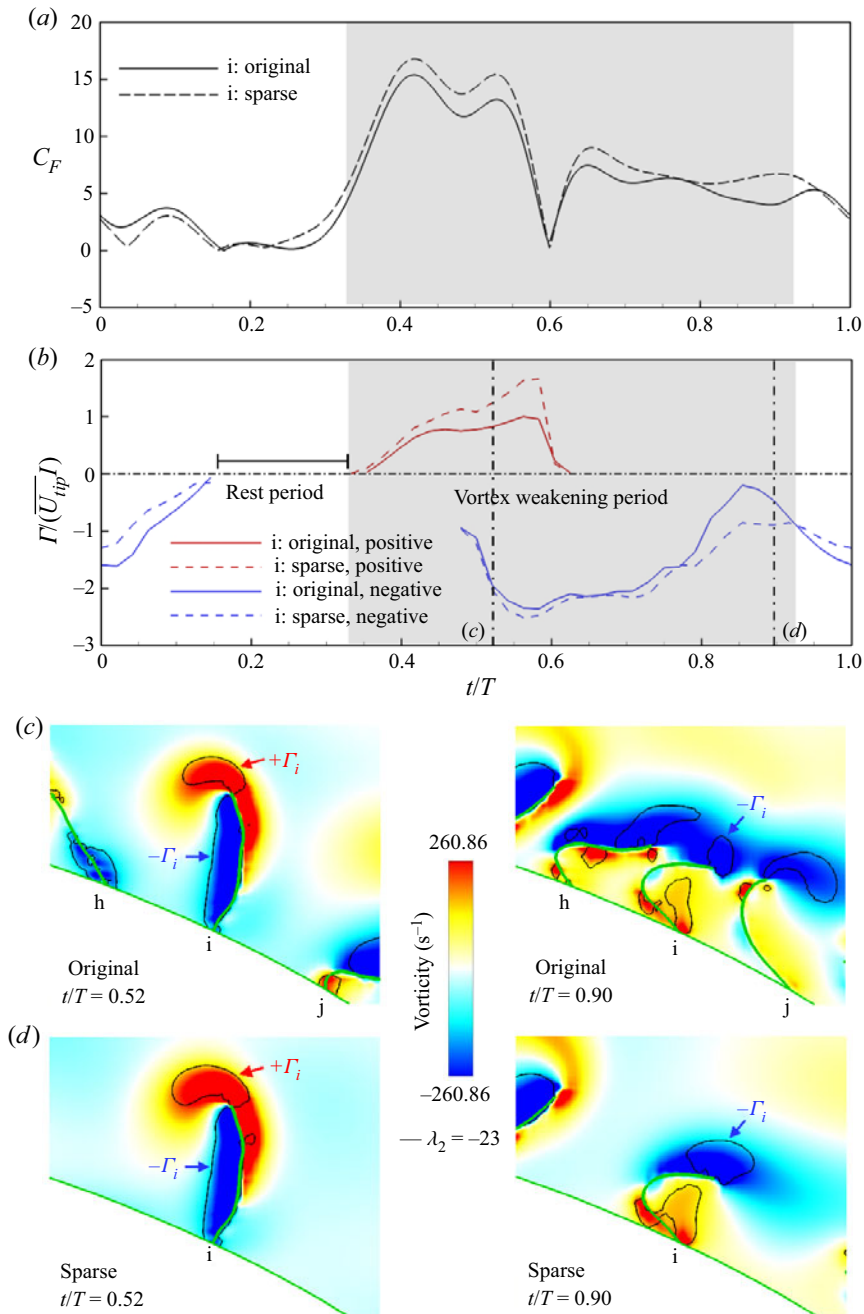 (a)
20
15
10
5
0
–5
C_F
i: original
i: sparse
0
0.2
0.4
0.6
0.8
1.0
(b)
2
1
0
–1
–2
–3
Γ/(U_tip l)
Rest period
Vortex weakening period
i: original, positive
i: sparse, positive
i: original, negative
i: sparse, negative
(c)
(d)
0
0.2
0.4
0.6
0.8
1.0
t/T
(c)
+Γ_i
–Γ_i
h
i
j
Original
t/T = 0.52
260.86
Vorticity (s⁻¹)
–260.86
λ₂ = –23
–Γ_i
h
i
j
Original
t/T = 0.90
(d)
+Γ_i
–Γ_i
i
Sparse
t/T = 0.52
–Γ_i
i
Sparse
t/T = 0.90